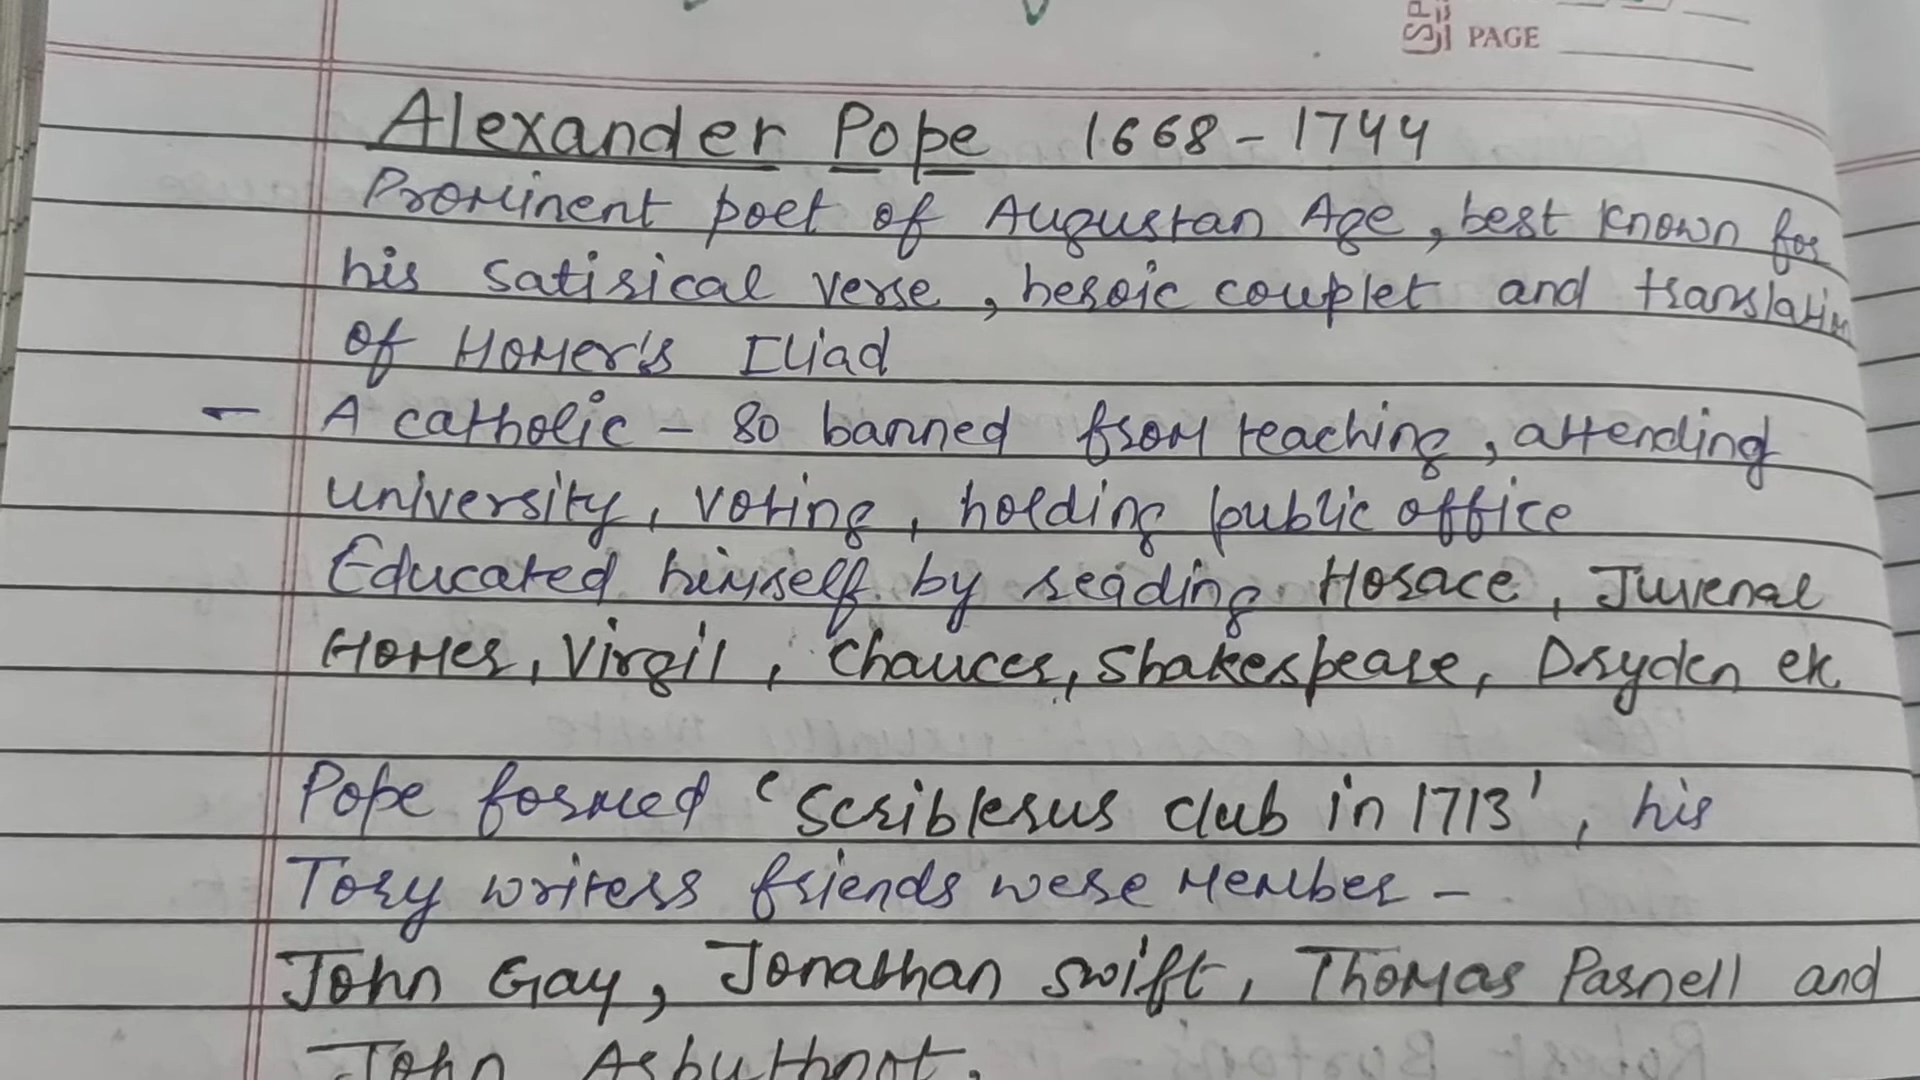 PAGE
Alexander Pope 1668-1744
Prominent poet of Augustan Age, best known for
his satirical verse, heroic couplet and translation
of Homer's Iliad
- A catholic - so banned from teaching, attending
university, voting, holding public office
Educated himself by reading Horace, Juvenal
Homer, Virgil, Chaucer, Shakespeare, Dryden etc
Pope formed 'Scriblerus club in 1713', his
Tory writers friends were member -
John Gay, Jonathan Swift, Thomas Parnell and
John Arbuthnot.